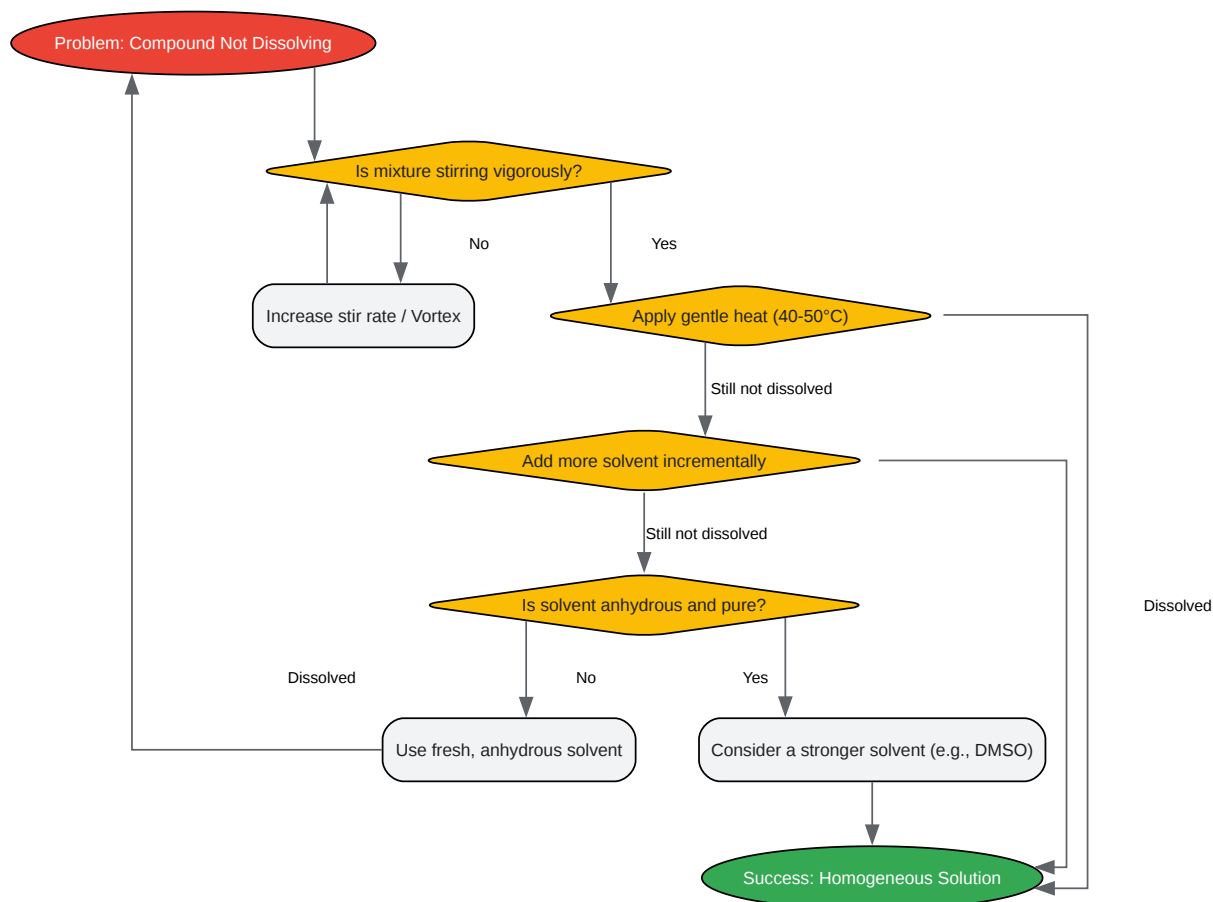 Problem: Compound Not Dissolving
Is mixture stirring vigorously?
No
Yes
Increase stir rate / Vortex
Apply gentle heat (40-50°C)
Still not dissolved
Add more solvent incrementally
Still not dissolved
Is solvent anhydrous and pure?
Dissolved
Dissolved
No
Yes
Use fresh, anhydrous solvent
Consider a stronger solvent (e.g., DMSO)
Success: Homogeneous Solution